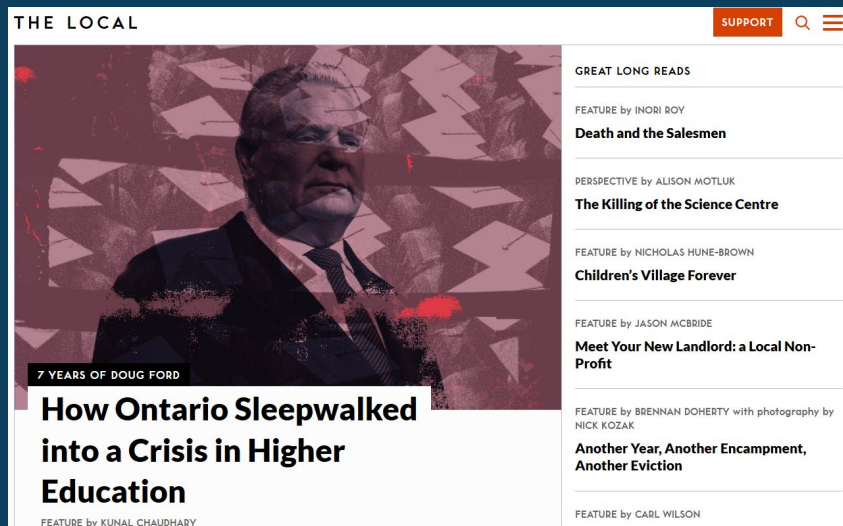 THE LOCAL
SUPPORT
7 YEARS OF DOUG FORD
How Ontario Sleepwalked
into a Crisis in Higher
Education
FEATURE by KUNAL CHAUDHARY
GREAT LONG READS
FEATURE by INORI ROY
Death and the Salesmen
PERSPECTIVE by ALISON MOTLUK
The Killing of the Science Centre
FEATURE by NICHOLAS HUNE-BROWN
Children's Village Forever
FEATURE by JASON MCBRIDE
Meet Your New Landlord: a Local Non-
Profit
FEATURE by BRENNAN DOHERTY with photography by
NICK KOZAK
Another Year, Another Encampment,
Another Eviction
FEATURE by CARL WILSON